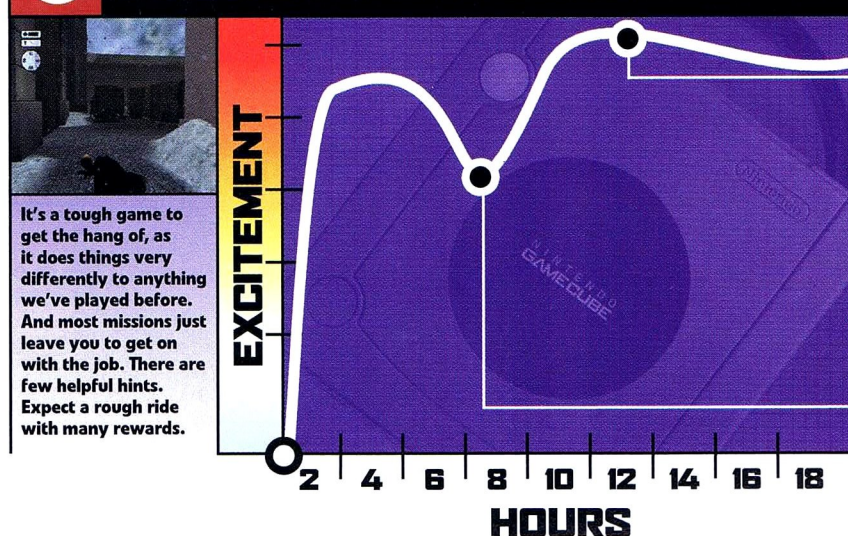 It's a tough game to
get the hang of, as
it does things very
differently to anything
we've played before.
And most missions just
leave you to get on
with the job. There are
few helpful hints.
Expect a rough ride
with many rewards.
EXCITEMENT
Nintendo
NINTENDO
GAMECUBE
2 4 6 8 10 12 14 16 18
HOURS